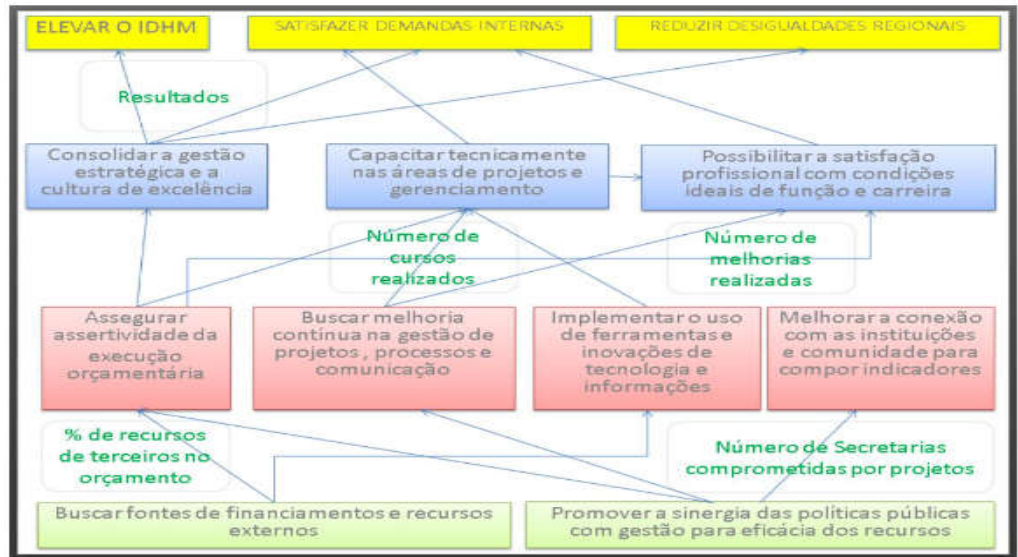 ELEVAR O IDHM
SATISFAZER DEMANDAS INTERNAS
REDUZIR DESIGUALDADES REGIONAIS
Resultados
Consolidar a gestão
estratégica e a
cultura de excelência
Capacitar tecnicamente
nas áreas de projetos e
gerenciamento
Possibilitar a satisfação
profissional com condições
ideais de função e carreira
Número de
cursos
realizados
Número de
melhorias
realizadas
Assegurar
assertividade da
execução
orçamentária
Buscar melhoria
contínua na gestão de
projetos , processos e
comunicação
Implementar o uso
de ferramentas e
inovações de
tecnologia e
informações
Melhorar a conexão
com as instituições
e comunidade para
compor indicadores
% de recursos
de terceiros no
orçamento
Número de Secretarias
comprometidas por projetos
Buscar fontes de financiamentos e recursos
externos
Promover a sinergia das políticas públicas
com gestão para eficácia dos recursos